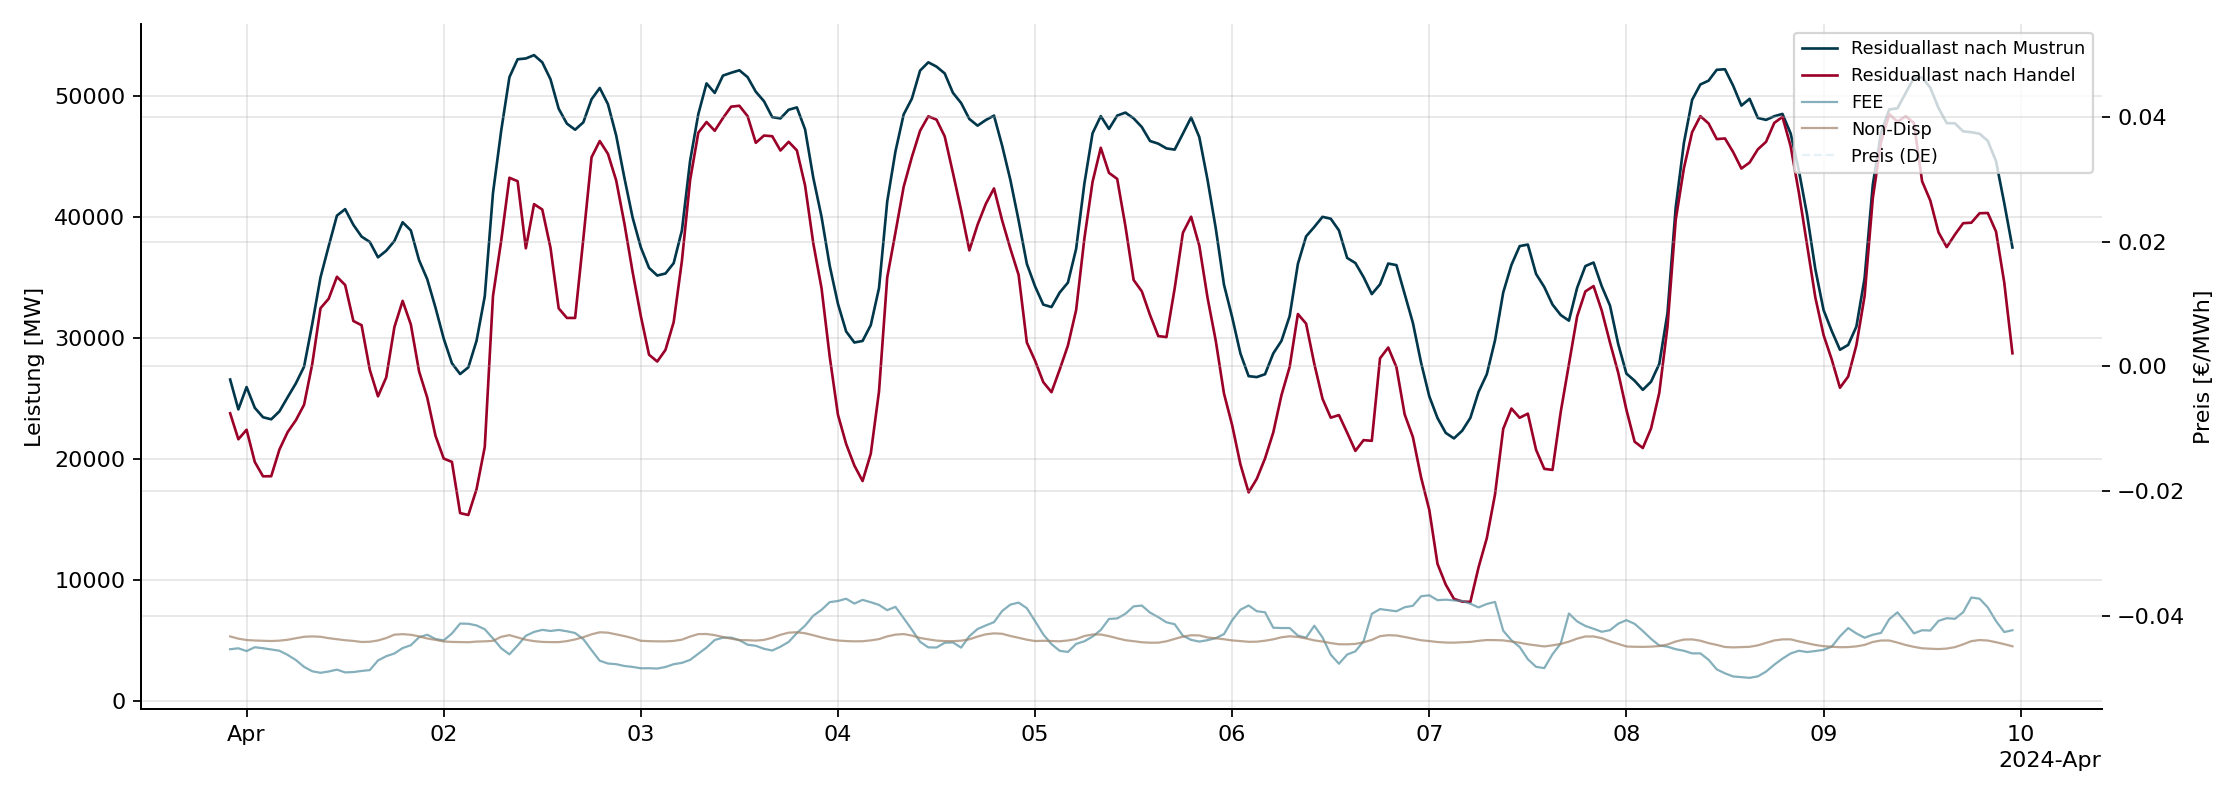 Residuallast nach Mustrun
Residuallast nach Handel
FEE
Non-Disp
Preis (DE)
Leistung [MW]
50000
40000
30000
20000
10000
0
0.04
0.02
0.00
−0.02
−0.04
Preis [€/MWh]
Apr
02
03
04
05
06
07
08
09
10
2024-Apr